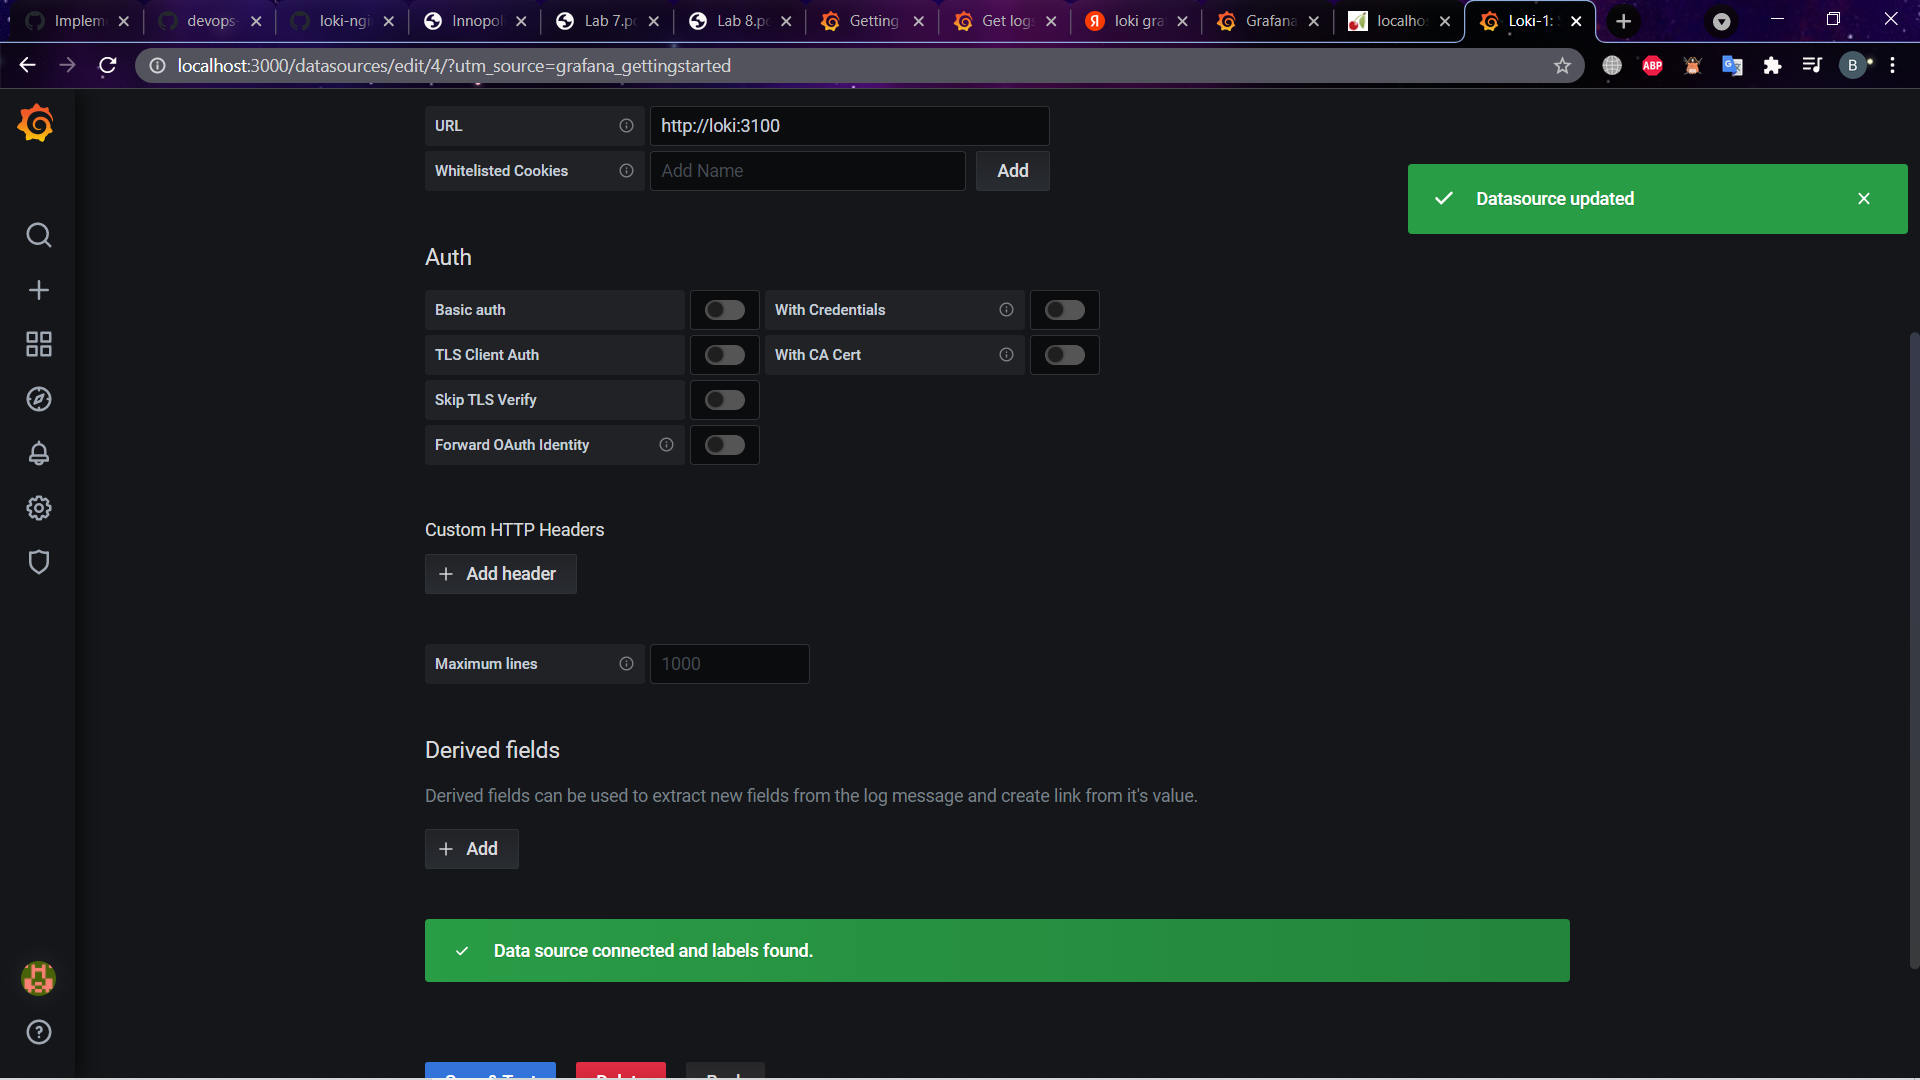 Implem
devops-
loki-ngi
Innopol
Lab 7.p
Lab 8.p
Getting
Get log
loki gra
Grafana
localho
Loki-1:
localhost:3000/datasources/edit/4/?utm_source=grafana_gettingstarted
ABP
B
URL
http://loki:3100
Whitelisted Cookies
Add Name
Add
Datasource updated
Auth
Basic auth
With Credentials
TLS Client Auth
With CA Cert
Skip TLS Verify
Forward OAuth Identity
Custom HTTP Headers
Add header
Maximum lines
1000
Derived fields
Derived fields can be used to extract new fields from the log message and create link from it's value.
Add
Data source connected and labels found.